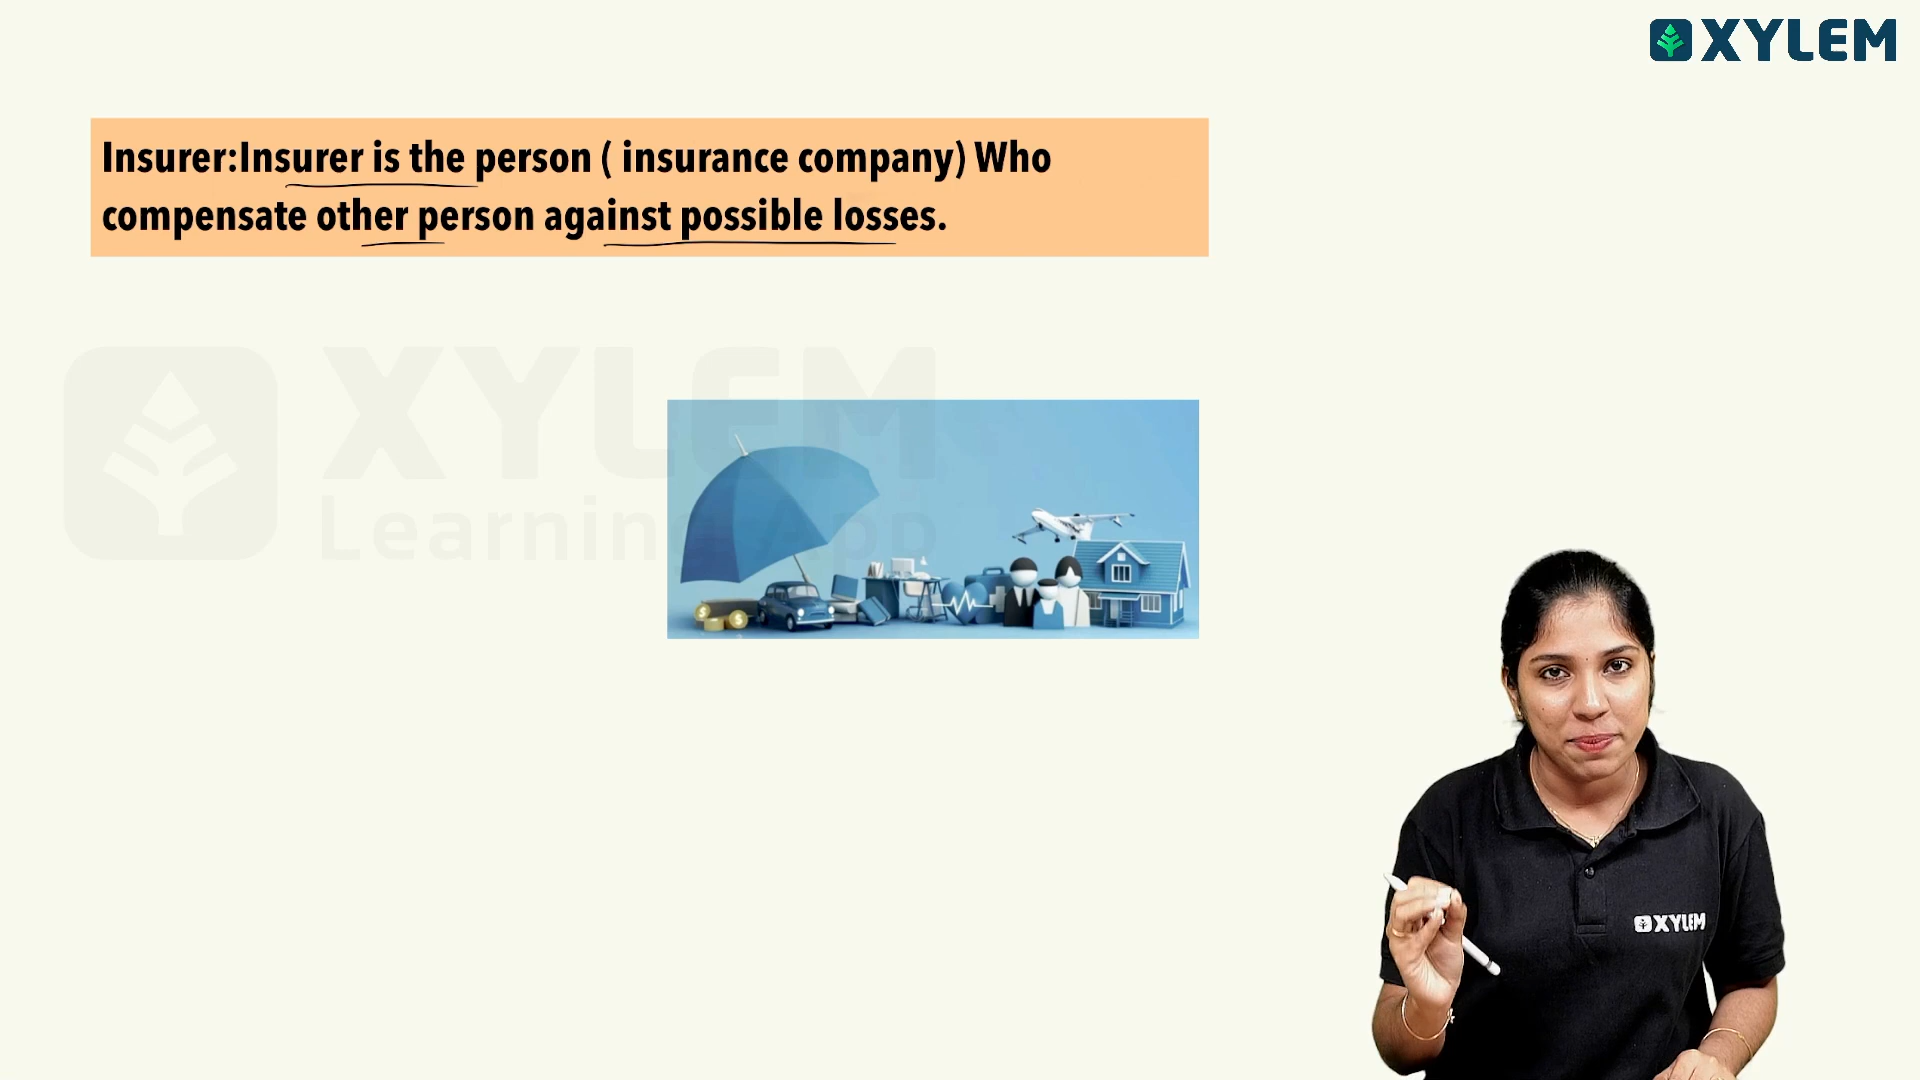 XYLEM
Insurer:Insurer is the person ( insurance company) Who
compensate other person against possible losses.
XYLEM
Learning App
XYLEM